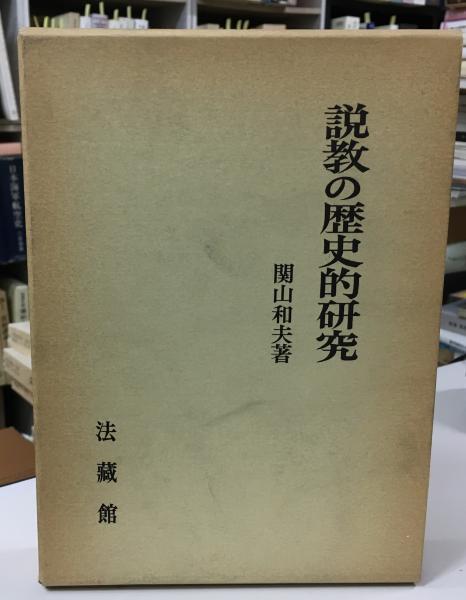 説教の歴史的研究
関山和夫著
法藏館